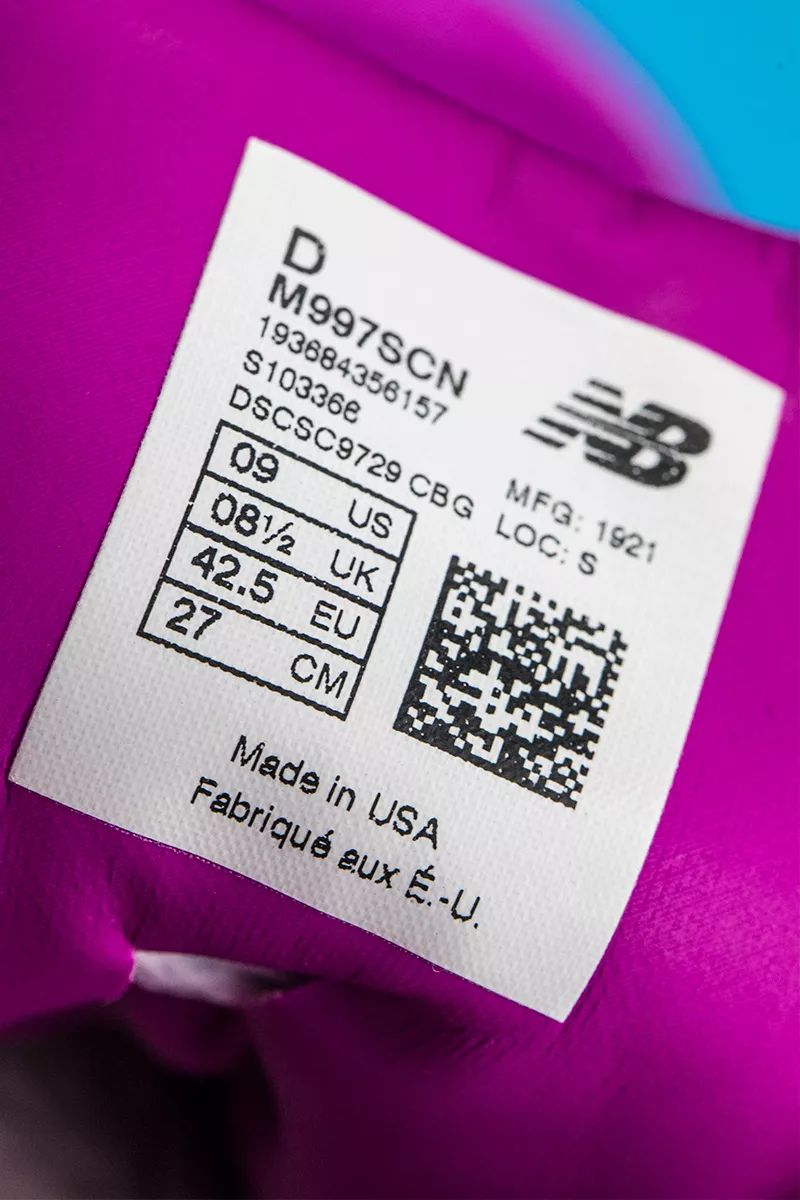 D
M997SCN
193684356157
S103366
DSCSC9729 CBG
NB
MFG: 1921
LOC: S
09 US
08½ UK
42.5 EU
27 CM
Made in USA
Fabriqué aux É.-U.